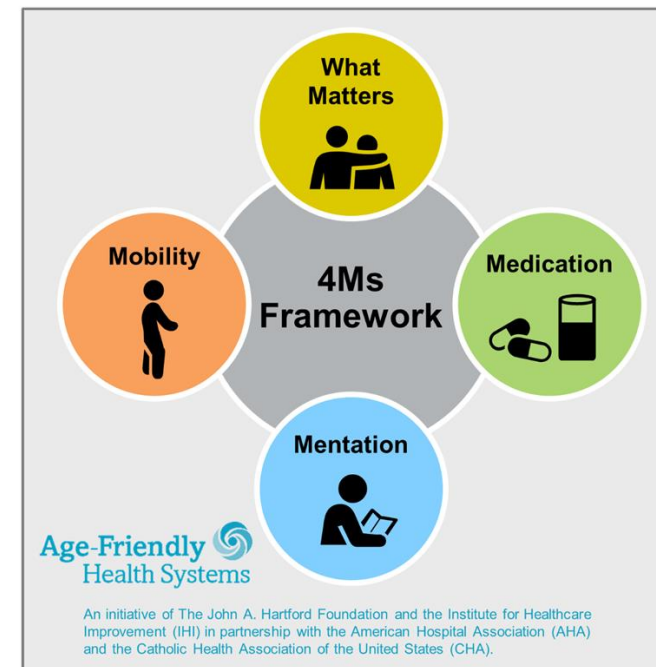 What
Matters
Mobility
4Ms
Framework
Medication
Mentation
Age-Friendly
Health Systems
An initiative of The John A. Hartford Foundation and the Institute for Healthcare
Improvement (IHI) in partnership with the American Hospital Association (AHA)
and the Catholic Health Association of the United States (CHA).